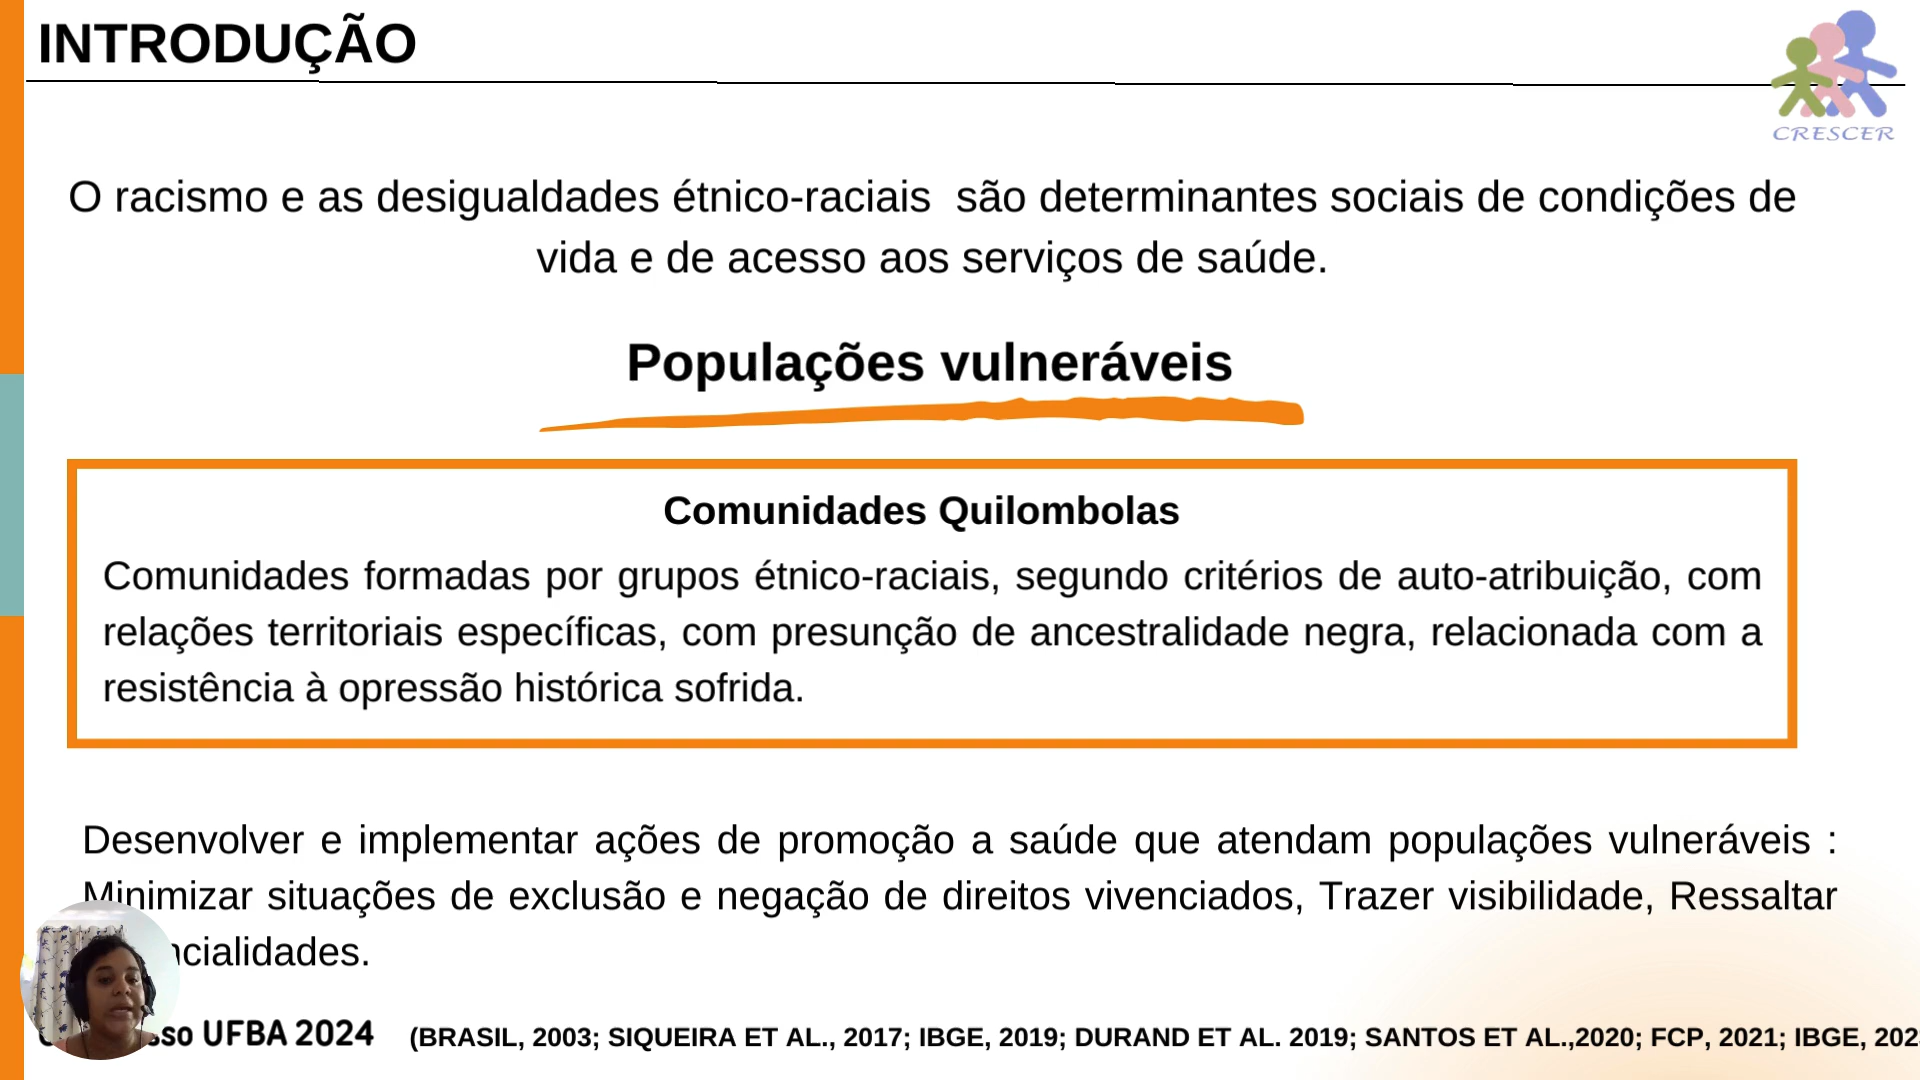 INTRODUÇÃO
CRESCER
O racismo e as desigualdades étnico-raciais são determinantes sociais de condições de
vida e de acesso aos serviços de saúde.
Populações vulneráveis
Comunidades Quilombolas
Comunidades formadas por grupos étnico-raciais, segundo critérios de auto-atribuição, com
relações territoriais específicas, com presunção de ancestralidade negra, relacionada com a
resistência à opressão histórica sofrida.
Desenvolver e implementar ações de promoção a saúde que atendam populações vulneráveis :
Minimizar situações de exclusão e negação de direitos vivenciados, Trazer visibilidade, Ressaltar
UFBA 2024
(BRASIL, 2003; SIQUEIRA ET AL., 2017; IBGE, 2019; DURAND ET AL. 2019; SANTOS ET AL.,2020; FCP, 2021; IBGE,